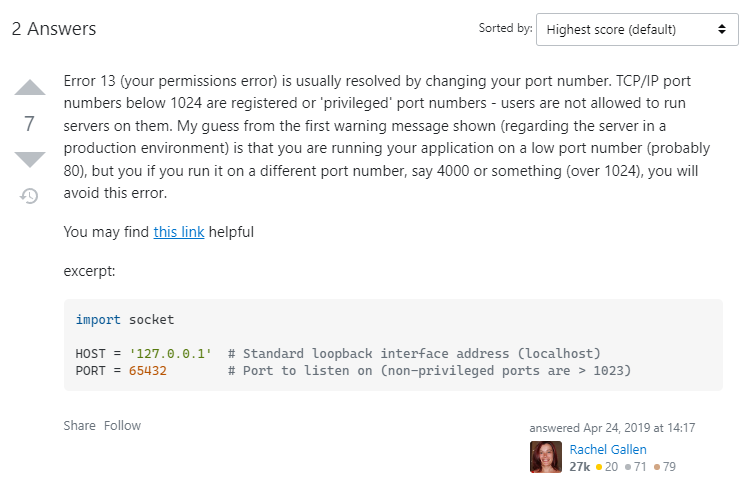 2 Answers
Sorted by:
Highest score (default)
Error 13 (your permissions error) is usually resolved by changing your port number. TCP/IP port
numbers below 1024 are registered or 'privileged' port numbers - users are not allowed to run
7
servers on them. My guess from the first warning message shown (regarding the server in a
production environment) is that you are running your application on a low port number (probably
80), but you if you run it on a different port number, say 4000 or something (over 1024), you will
avoid this error.
You may find this link helpful
excerpt:
import socket
HOST = '127.0.0.1'  # Standard loopback interface address (localhost)
PORT = 65432        # Port to listen on (non-privileged ports are > 1023)
Share Follow
answered Apr 24, 2019 at 14:17
Rachel Gallen
27k 20 71 79